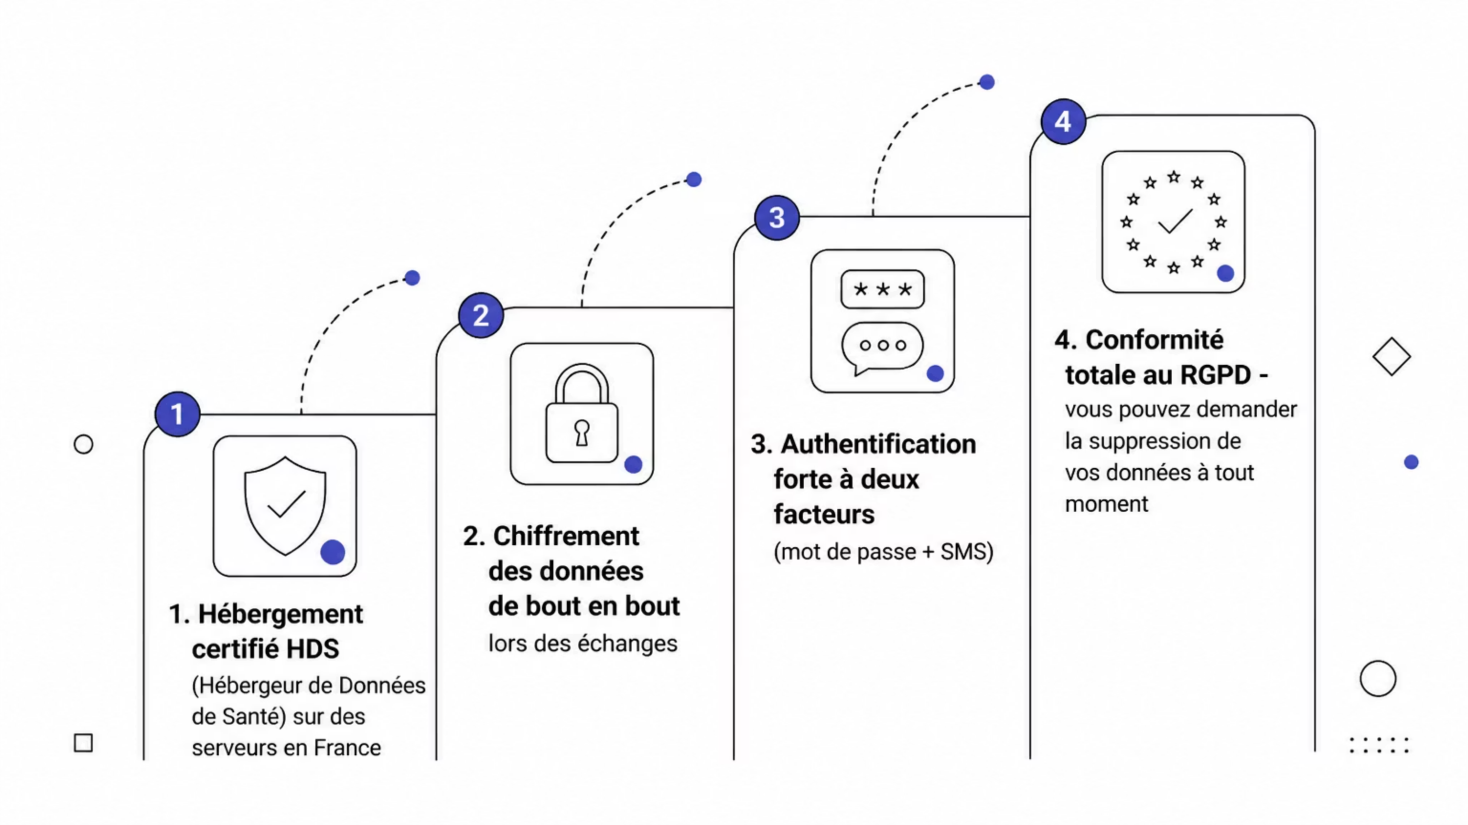 1
1. Hébergement
certifié HDS
(Hébergeur de Données
de Santé) sur des
serveurs en France
2
2. Chiffrement
des données
de bout en bout
lors des échanges
3
***
3. Authentification
forte à deux
facteurs
(mot de passe + SMS)
4
4. Conformité
totale au RGPD -
vous pouvez demander
la suppression de
vos données à tout
moment